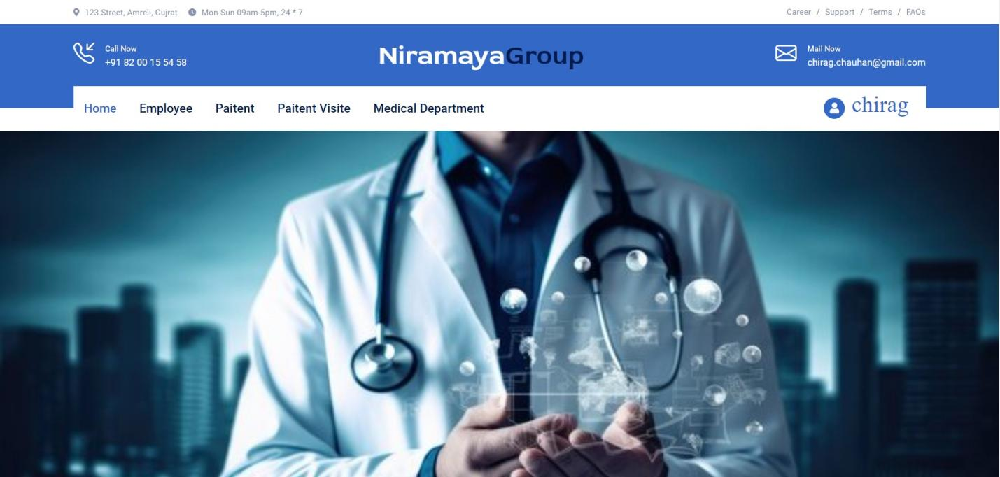 123 Street, Amreli, Gujrat Mon-Sun 09am-5pm, 24 * 7 Career / Support / Terms / FAQs
Call Now
+91 82 00 15 54 58
NiramayaGroup
Mail Now
chirag.chauhan@gmail.com
Home Employee Paitent Paitent Visite Medical Department chirag